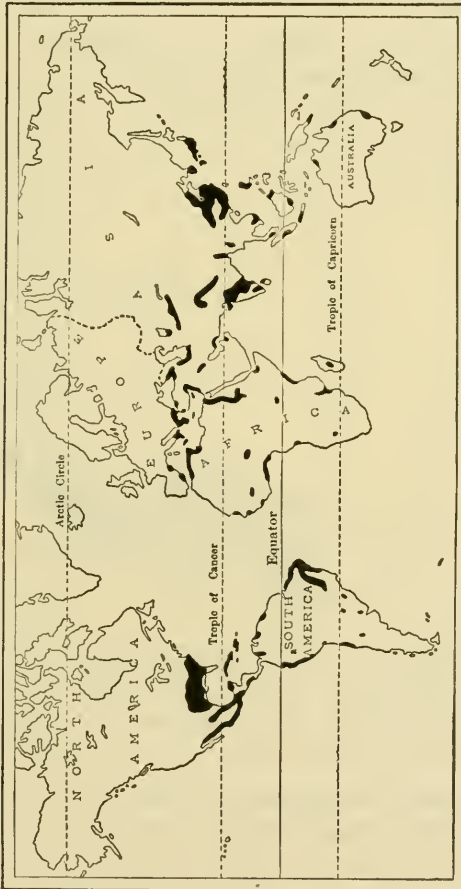 NORTH
AMERICA
Arctic Circle
EUROPE
ASIA
Tropic of Cancer
AFRICA
Equator
SOUTH
AMERICA
Tropic of Capricorn
AUSTRALIA